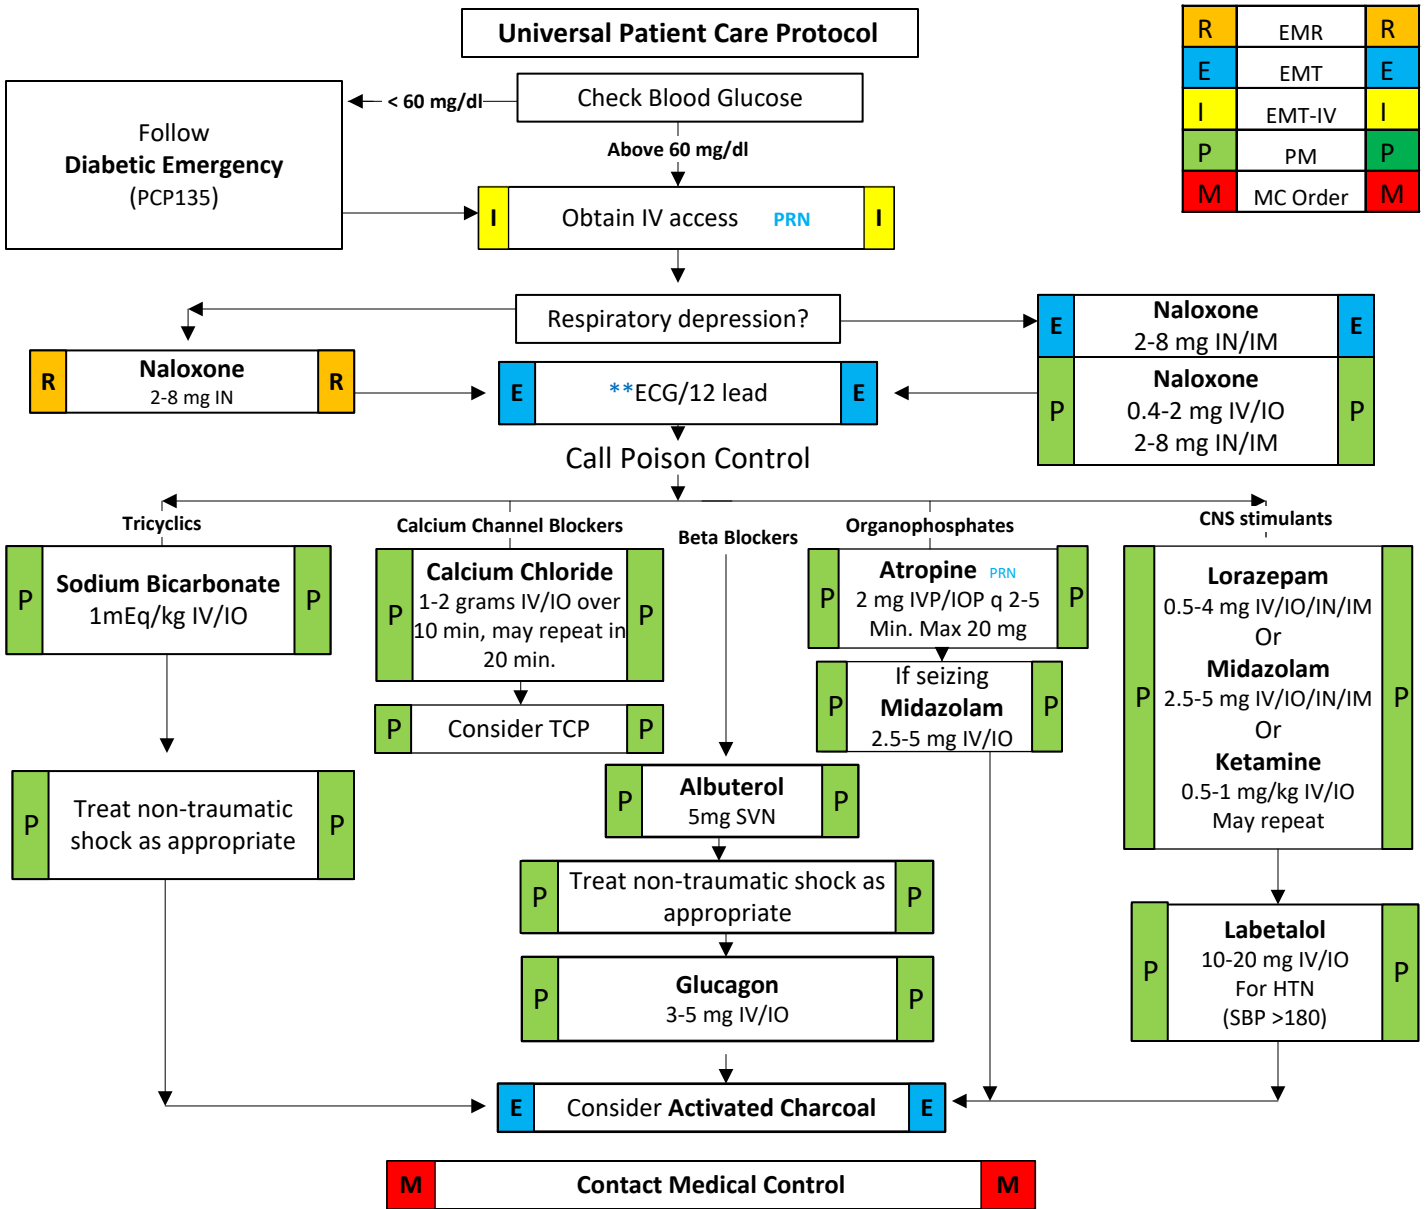 Universal Patient Care Protocol
R EMR R
E EMT E
I EMT-IV I
P PM P
M MC Order M
Check Blood Glucose
< 60 mg/dl
Follow
Diabetic Emergency
(PCP135)
Above 60 mg/dl
I Obtain IV access PRN I
Respiratory depression?
R Naloxone R
2-8 mg IN
E Naloxone E
2-8 mg IN/IM
P Naloxone P
0.4-2 mg IV/IO
2-8 mg IN/IM
E **ECG/12 lead E
Call Poison Control
Tricyclics
P Sodium Bicarbonate P
1mEq/kg IV/IO
P Treat non-traumatic P
shock as appropriate
Calcium Channel Blockers
P Calcium Chloride P
1-2 grams IV/IO over
10 min, may repeat in
20 min.
P Consider TCP P
Beta Blockers
P Albuterol P
5mg SVN
P Treat non-traumatic shock as P
appropriate
P Glucagon P
3-5 mg IV/IO
Organophosphates
P Atropine PRN P
2 mg IVP/IOP q 2-5
Min. Max 20 mg
If seizing
P Midazolam P
2.5-5 mg IV/IO
CNS stimulants
Lorazepam
0.5-4 mg IV/IO/IN/IM
Or
Midazolam
P 2.5-5 mg IV/IO/IN/IM P
Or
Ketamine
0.5-1 mg/kg IV/IO
May repeat
Labetalol
P 10-20 mg IV/IO P
For HTN
(SBP >180)
E Consider Activated Charcoal E
M Contact Medical Control M